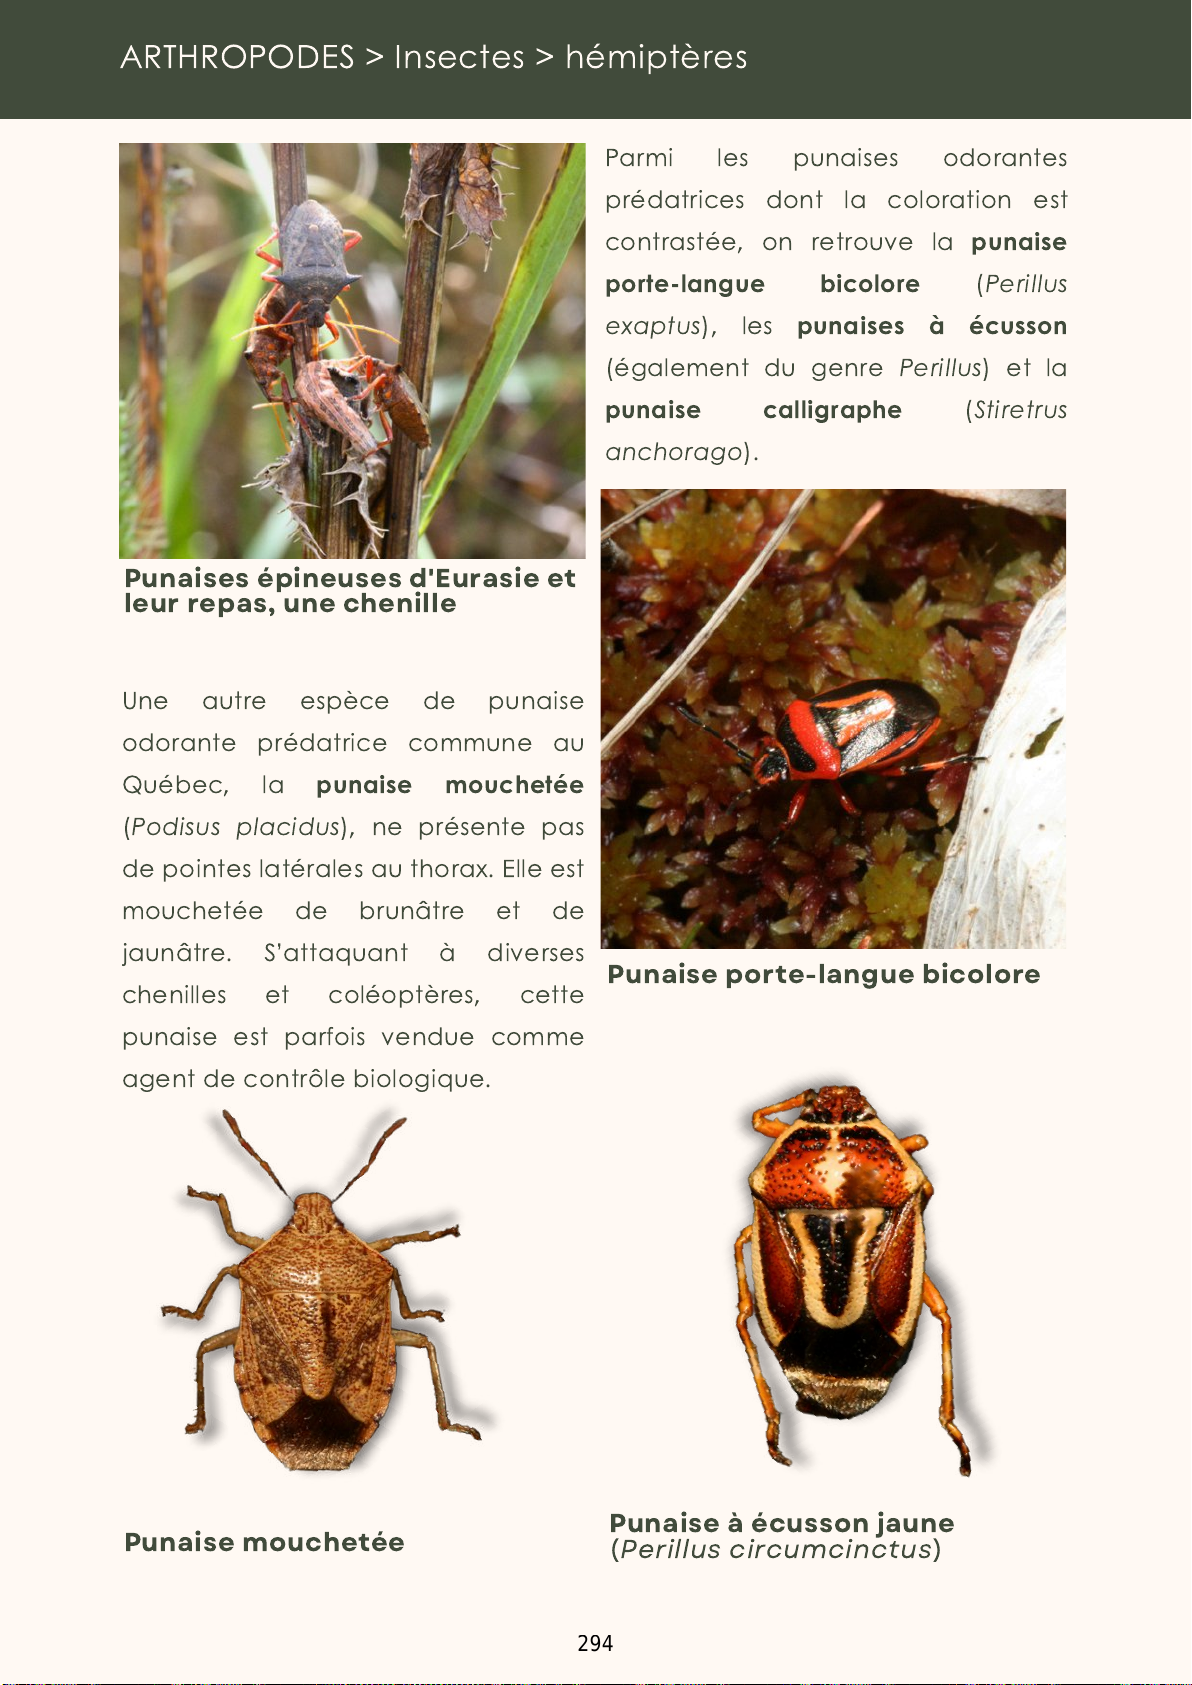 ARTHROPODES > Insectes > hémiptères
Punaises épineuses d'Eurasie et
leur repas, une chenille
Une autre espèce de punaise
odorante prédatrice commune au
Québec, la punaise mouchetée
(Podisus placidus), ne présente pas
de pointes latérales au thorax. Elle est
mouchetée de brunâtre et de
jaunâtre. S'attaquant à diverses
chenilles et coléoptères, cette
punaise est parfois vendue comme
agent de contrôle biologique.
Punaise mouchetée
Parmi les punaises odorantes
prédatrices dont la coloration est
contrastée, on retrouve la punaise
porte-langue bicolore (Perillus
exaptus), les punaises à écusson
(également du genre Perillus) et la
punaise calligraphe (Stiretrus
anchorago).
Punaise porte-langue bicolore
Punaise à écusson jaune
(Perillus circumcinctus)
294